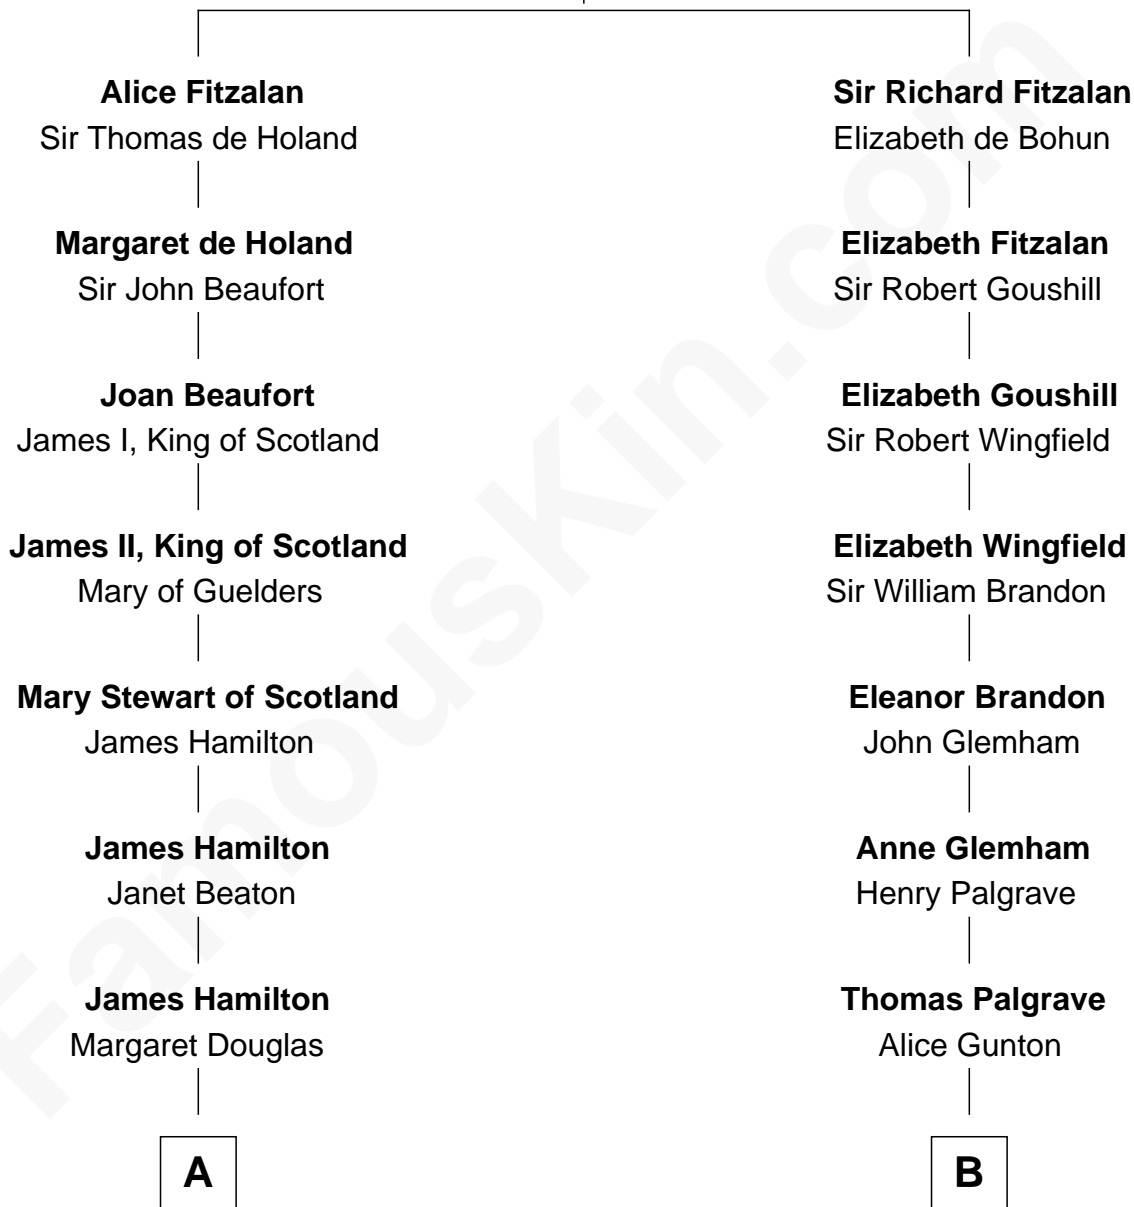 Alice Fitzalan
Sir Thomas de Holand
Margaret de Holand
Sir John Beaufort
Joan Beaufort
James I, King of Scotland
James II, King of Scotland
Mary of Guelders
Mary Stewart of Scotland
James Hamilton
James Hamilton
Janet Beaton
James Hamilton
Margaret Douglas
A
Sir Richard Fitzalan
Elizabeth de Bohun
Elizabeth Fitzalan
Sir Robert Goushill
Elizabeth Goushill
Sir Robert Wingfield
Elizabeth Wingfield
Sir William Brandon
Eleanor Brandon
John Glemham
Anne Glemham
Henry Palgrave
Thomas Palgrave
Alice Gunton
B
FamousKin.com